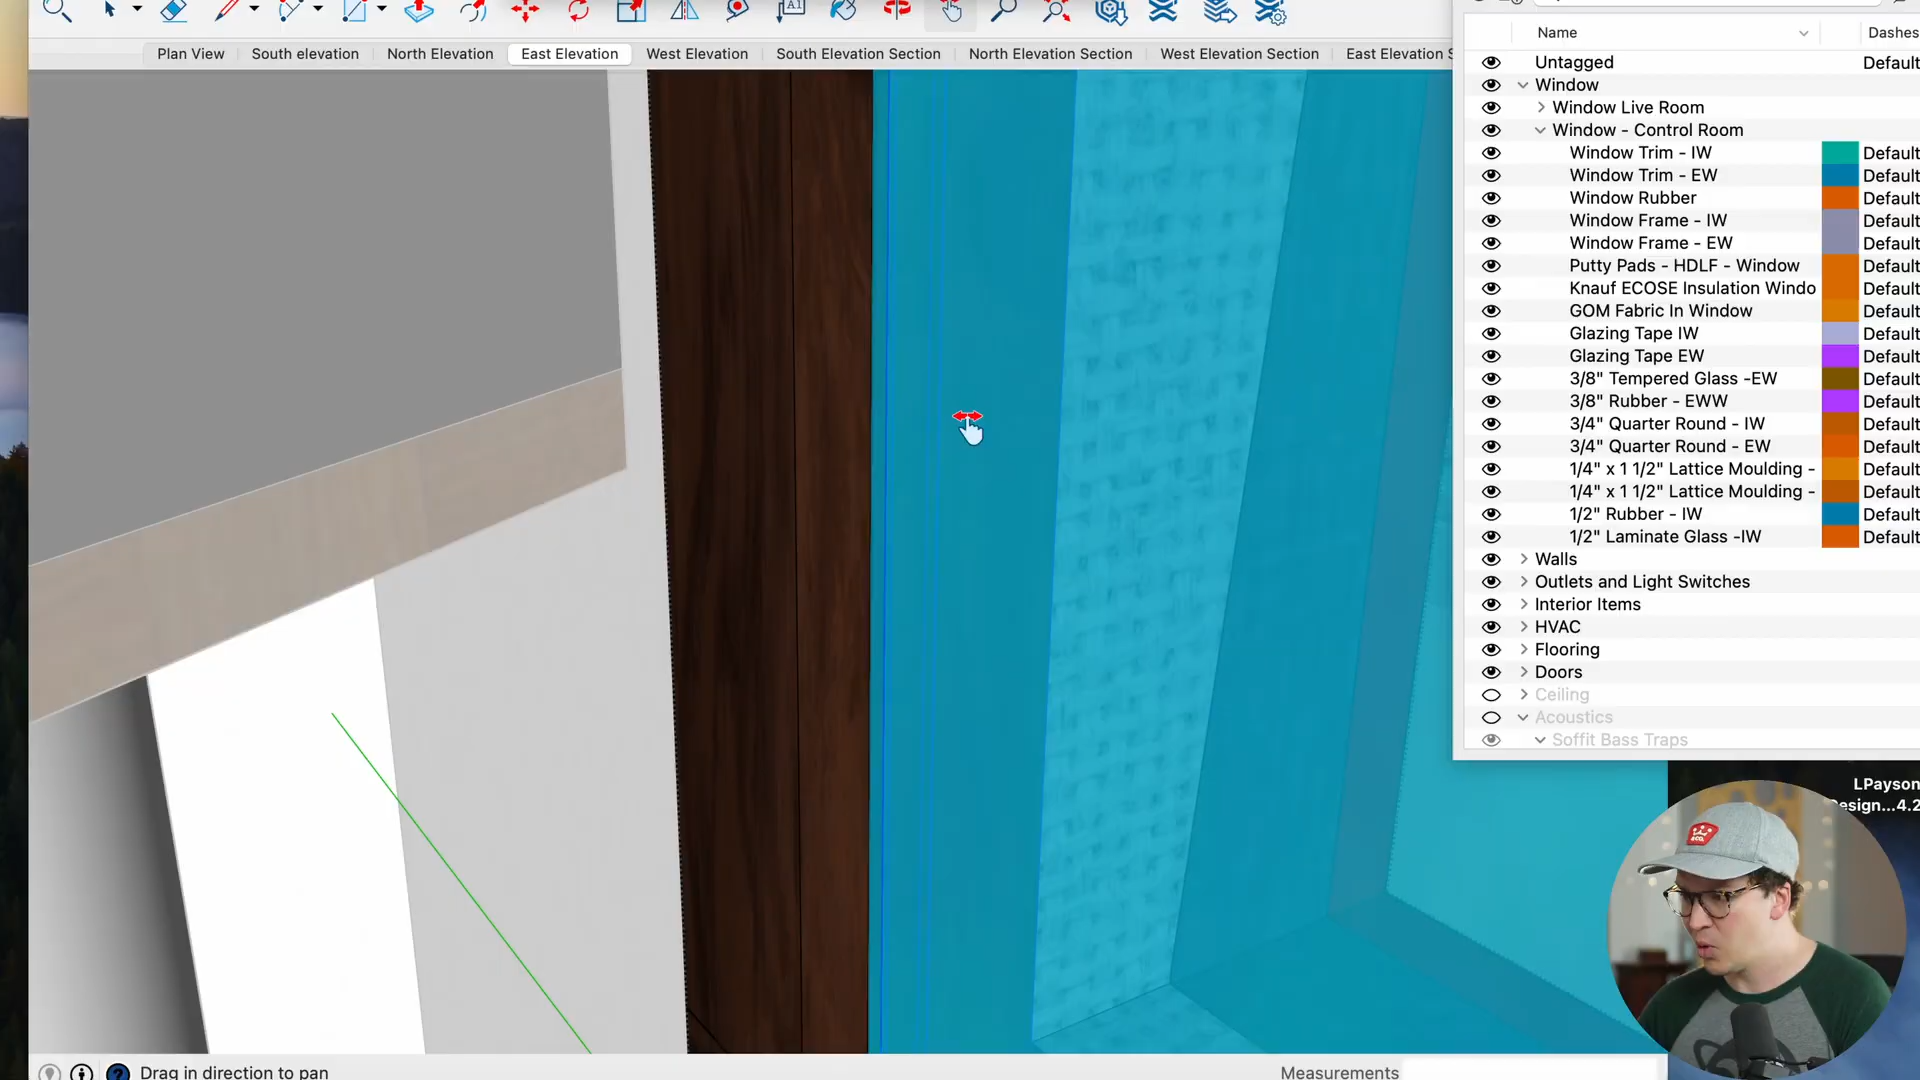 A1
Plan View South elevation North Elevation East Elevation West Elevation South Elevation Section North Elevation Section West Elevation Section East Elevation S
Name Dashes
Untagged Default
Window
Window Live Room
Window - Control Room
Window Trim - IW Default
Window Trim - EW Default
Window Rubber Default
Window Frame - IW Default
Window Frame - EW Default
Putty Pads - HDLF - Window Default
Knauf ECOSE Insulation Windo Default
GOM Fabric In Window Default
Glazing Tape IW Default
Glazing Tape EW Default
3/8" Tempered Glass -EW Default
3/8" Rubber - EWW Default
3/4" Quarter Round - IW Default
3/4" Quarter Round - EW Default
1/4" x 1 1/2" Lattice Moulding - Default
1/4" x 1 1/2" Lattice Moulding - Default
1/2" Rubber - IW Default
1/2" Laminate Glass -IW Default
Walls
Outlets and Light Switches
Interior Items
HVAC
Flooring
Doors
Ceiling
Acoustics
Soffit Bass Traps
LPayson
Design...4.2
Drag in direction to pan
Measurements